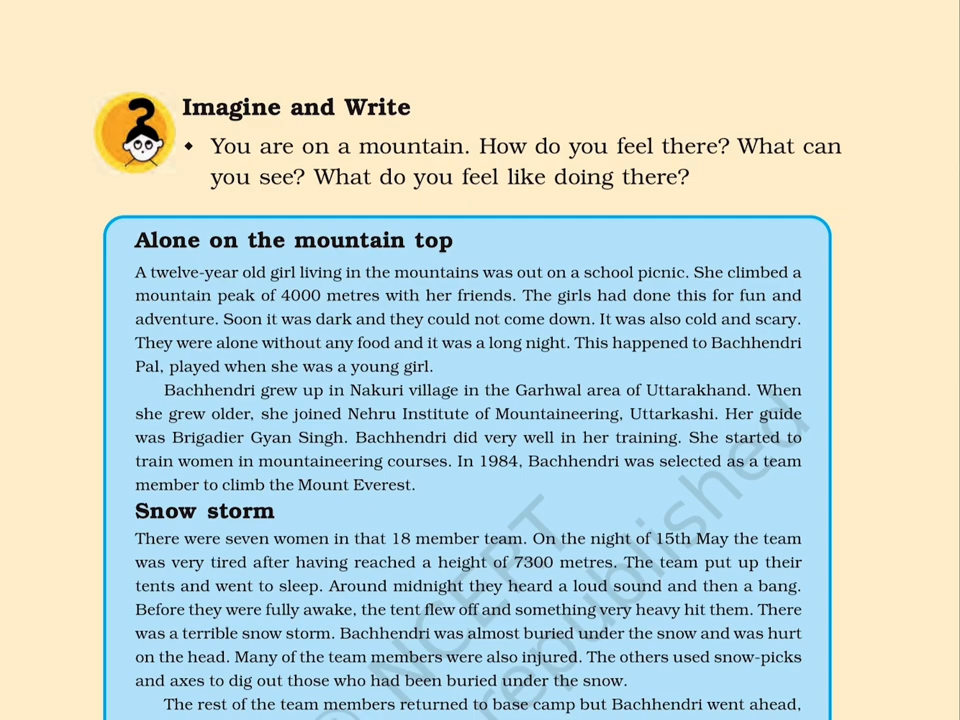 Imagine and Write
◆ You are on a mountain. How do you feel there? What can
you see? What do you feel like doing there?
Alone on the mountain top
A twelve-year old girl living in the mountains was out on a school picnic. She climbed a
mountain peak of 4000 metres with her friends. The girls had done this for fun and
adventure. Soon it was dark and they could not come down. It was also cold and scary.
They were alone without any food and it was a long night. This happened to Bachhendri
Pal, played when she was a young girl.
Bachhendri grew up in Nakuri village in the Garhwal area of Uttarakhand. When
she grew older, she joined Nehru Institute of Mountaineering, Uttarkashi. Her guide
was Brigadier Gyan Singh. Bachhendri did very well in her training. She started to
train women in mountaineering courses. In 1984, Bachhendri was selected as a team
member to climb the Mount Everest.
Snow storm
There were seven women in that 18 member team. On the night of 15th May the team
was very tired after having reached a height of 7300 metres. The team put up their
tents and went to sleep. Around midnight they heard a loud sound and then a bang.
Before they were fully awake, the tent flew off and something very heavy hit them. There
was a terrible snow storm. Bachhendri was almost buried under the snow and was hurt
on the head. Many of the team members were also injured. The others used snow-picks
and axes to dig out those who had been buried under the snow.
The rest of the team members returned to base camp but Bachhendri went ahead,
© NCERT
republished